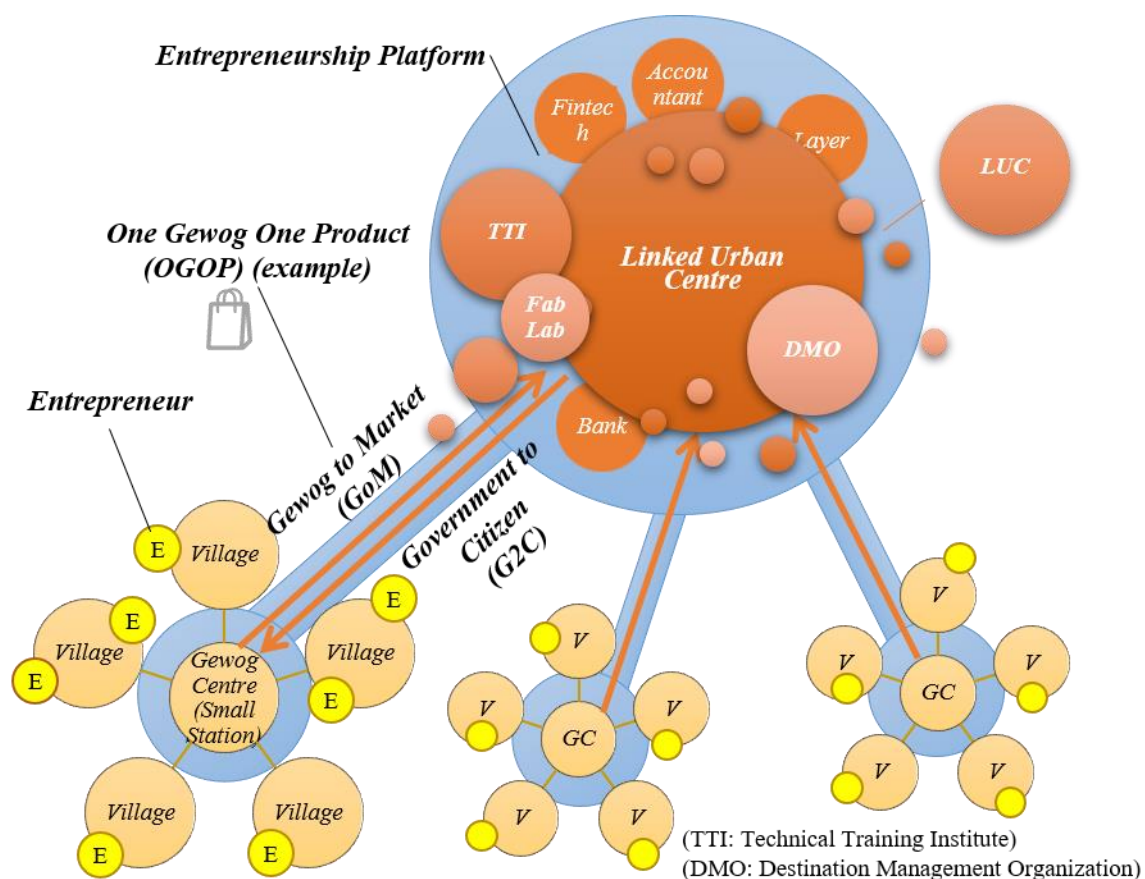 Entrepreneurship Platform
Accou
ntant
Fintec
h
Layer
LUC
TTI
One Gewog One Product
(OGOP) (example)
Linked Urban
Centre
Fab
Lab
DMO
Entrepreneur
Bank
Gewog to Market
(GoM)
Government to
Citizen
(G2C)
E
Village
E
Village
E
E
Village
E
Gewog
Centre
(Small
Station)
Village
E
Village
E
V
V
V
GC
V
V
V
V
V
GC
V
V
(TTI: Technical Training Institute)
(DMO: Destination Management Organization)